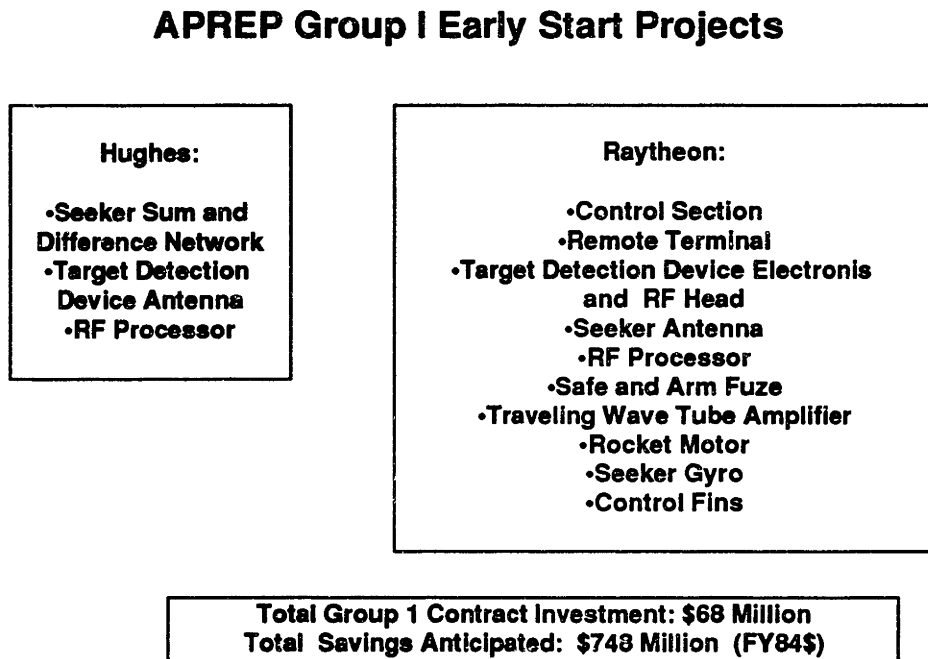 APREP Group I Early Start Projects
Hughes:
•Seeker Sum and
Difference Network
•Target Detection
Device Antenna
•RF Processor
Raytheon:
•Control Section
•Remote Terminal
•Target Detection Device Electronis
and RF Head
•Seeker Antenna
•RF Processor
•Safe and Arm Fuze
•Traveling Wave Tube Amplifier
•Rocket Motor
•Seeker Gyro
•Control Fins
Total Group 1 Contract Investment: $68 Million
Total Savings Anticipated: $748 Million (FY84$)